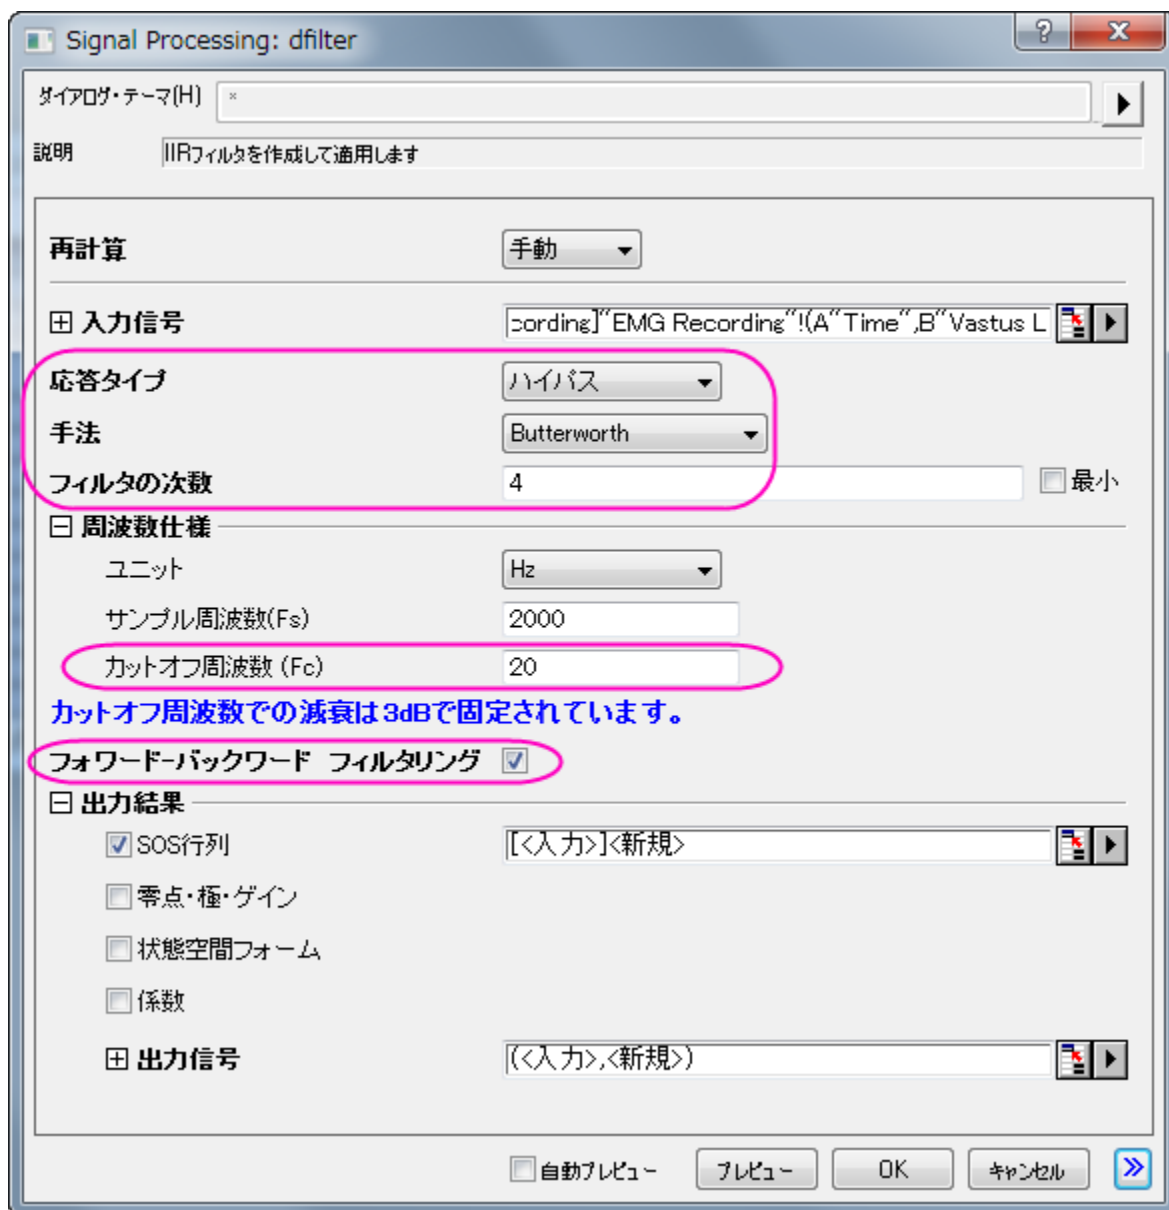 Signal Processing: dfilter
ダイアログ・テーマ(H) *
説明 IIRフィルタを作成して適用します
再計算 手動
入力信号 cording]"EMG Recording"!(A"Time",B"Vastus L
応答タイプ ハイパス
手法 Butterworth
フィルタの次数 4 最小
周波数仕様
ユニット Hz
サンプル周波数(Fs) 2000
カットオフ周波数 (Fc) 20
カットオフ周波数での減衰は3dBで固定されています。
フォワード-バックワード フィルタリング
出力結果
SOS行列 [<入力>]<新規>
零点・極・ゲイン
状態空間フォーム
係数
出力信号 (<入力>,<新規>)
自動プレビュー プレビュー OK キャンセル